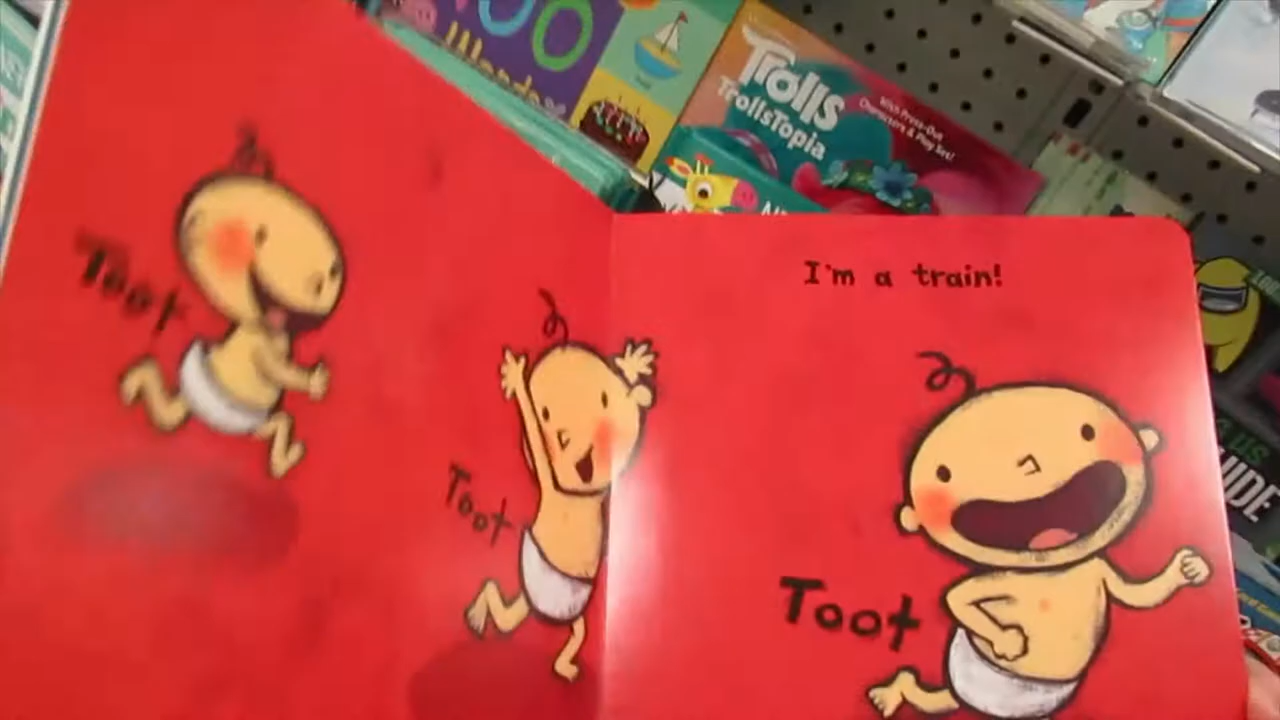 Toot
Toot
I'm a train!
Toot
Trolls
TrollsTopia
With Press-Out
Characters & Play Set!